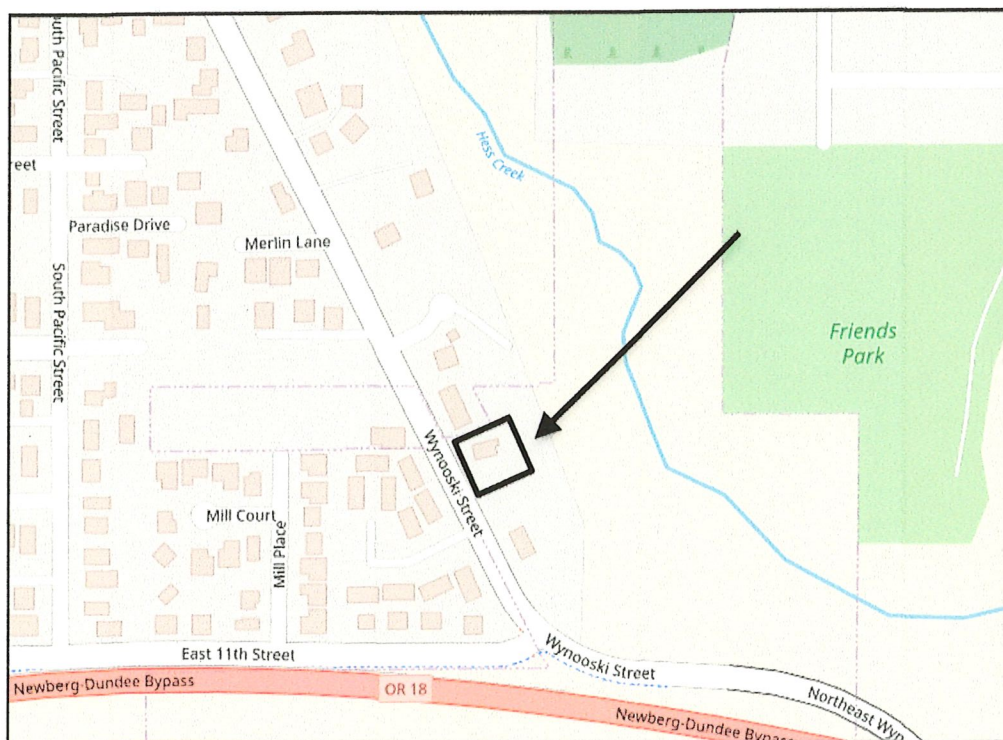 South Pacific Street
Hess Creek
eet
Paradise Drive
Merlin Lane
South Pacific Street
Friends
Park
Wynooski Street
Mill Court
Mill Place
East 11th Street
Wynooski Street
Newberg-Dundee Bypass
OR 18
Northeast Wyn
Newberg-Dundee Bypass